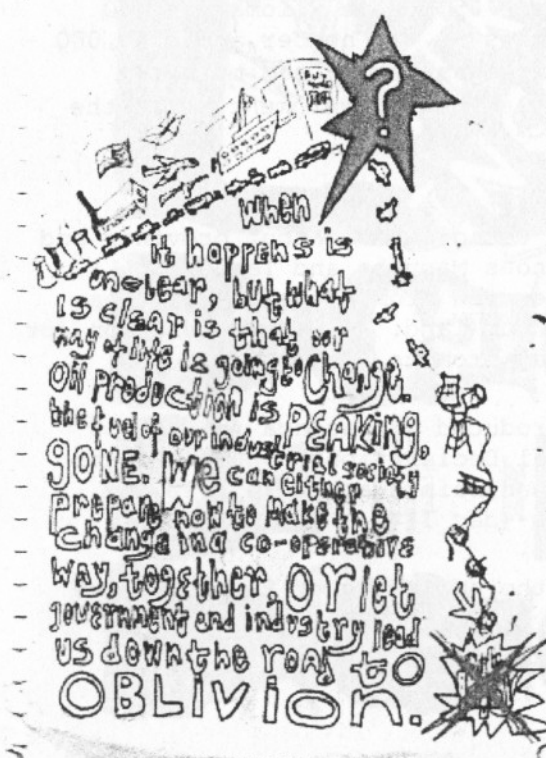 ?
when
it happens is
unclear, but what
is clear is that our
way of life is going to Change.
Oil production is PEAKING,
the fuel of our industrial society
GONE. We can either
prepare now to make the
change in a co-operative
way, together, or let
government and industry lead
us down the road to
OBLiViON.